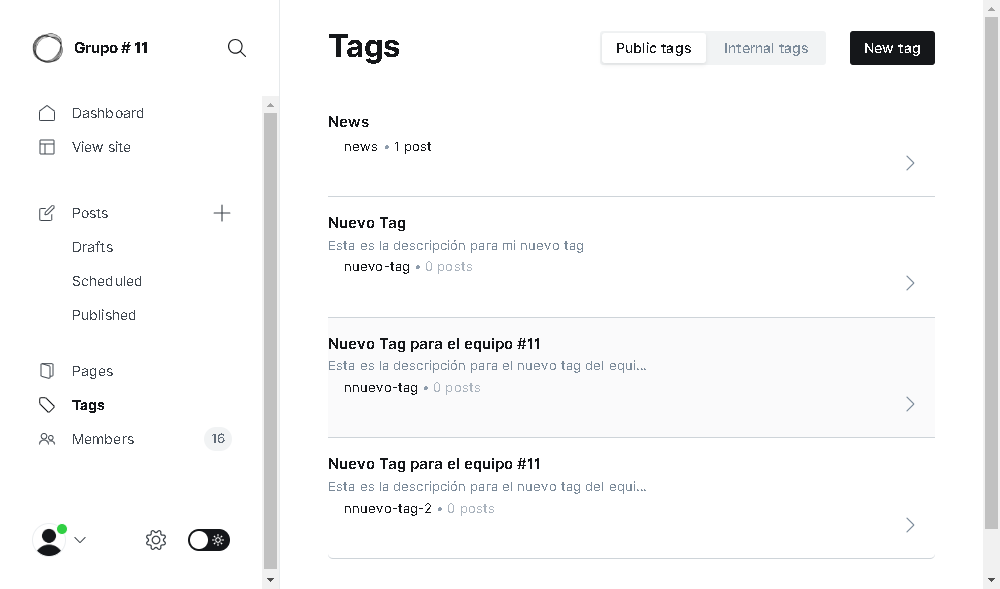 Grupo # 11
Dashboard
View site
Posts
Drafts
Scheduled
Published
Pages
Tags
Members 16
Tags
Public tags Internal tags New tag
News
news • 1 post
Nuevo Tag
Esta es la descripción para mi nuevo tag
nuevo-tag • 0 posts
Nuevo Tag para el equipo #11
Esta es la descripción para el nuevo tag del equi...
nnuevo-tag • 0 posts
Nuevo Tag para el equipo #11
Esta es la descripción para el nuevo tag del equi...
nnuevo-tag-2 • 0 posts